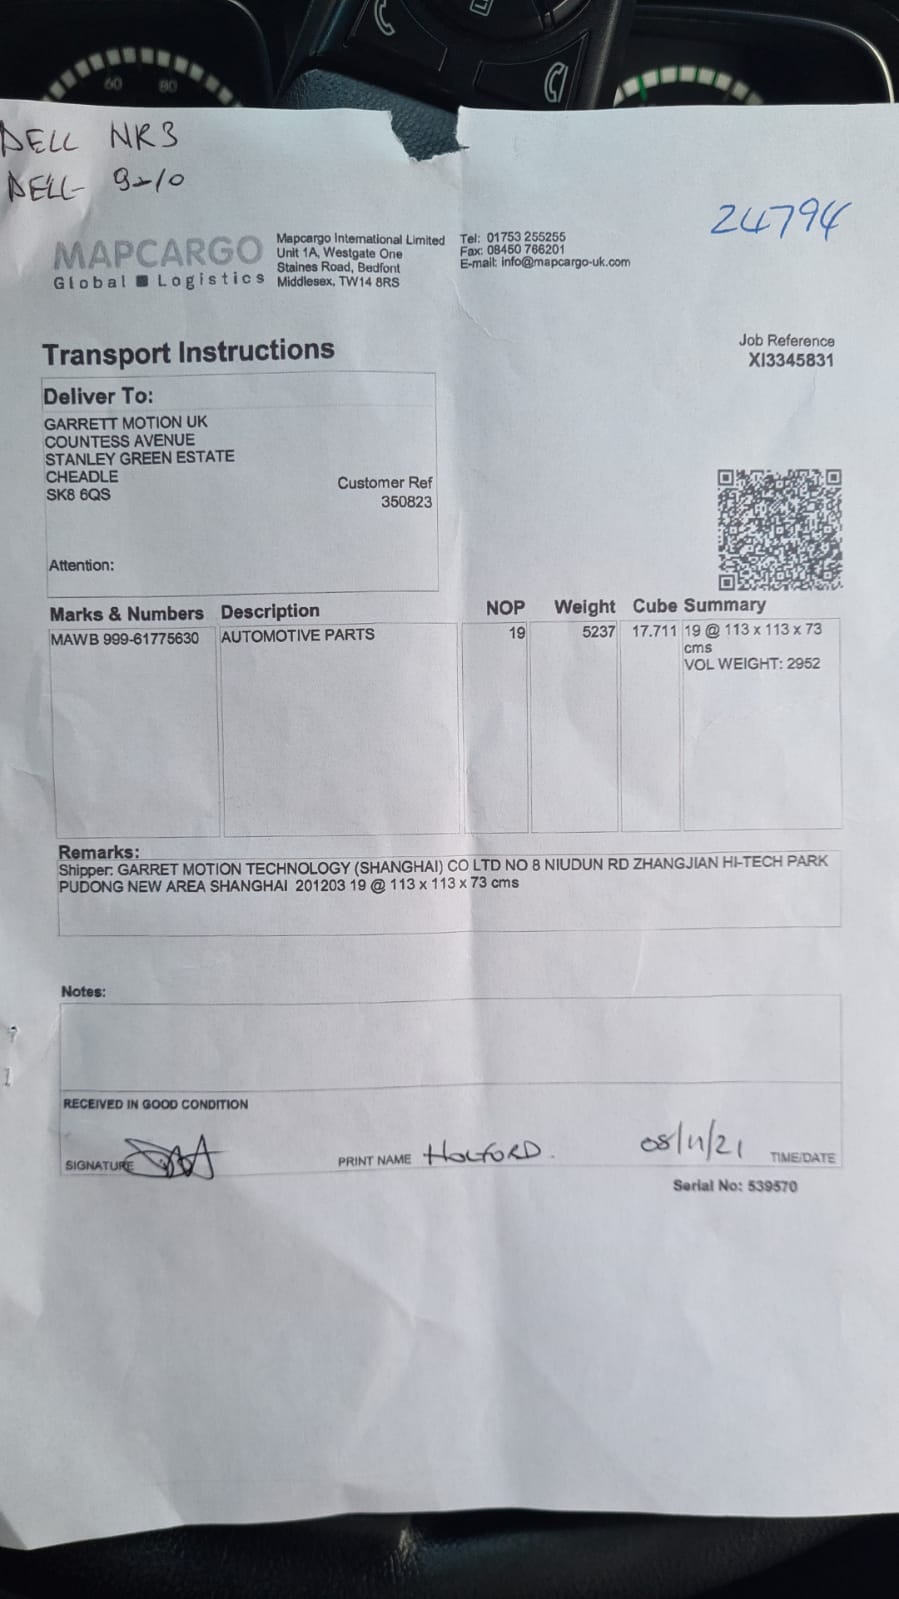 60 80
DELL NR3
DELL 9210
24794
MAPCARGO
Global Logistics
Mapcargo International Limited
Unit 1A, Westgate One
Staines Road, Bedfont
Middlesex, TW14 8RS
Tel: 01753 255255
Fax: 08450 766201
E-mail: info@mapcargo-uk.com
Transport Instructions
Job Reference
XI3345831
Deliver To:
GARRETT MOTION UK
COUNTESS AVENUE
STANLEY GREEN ESTATE
CHEADLE
SK8 6QS
Customer Ref
350823
Attention:
Marks & Numbers Description NOP Weight Cube Summary
MAWB 999-61775630 AUTOMOTIVE PARTS 19 5237 17.711 19 @ 113 x 113 x 73
cms
VOL WEIGHT: 2952
Remarks:
Shipper: GARRET MOTION TECHNOLOGY (SHANGHAI) CO LTD NO 8 NIUDUN RD ZHANGJIAN HI-TECH PARK
PUDONG NEW AREA SHANGHAI 201203 19 @ 113 x 113 x 73 cms
Notes:
RECEIVED IN GOOD CONDITION
SIGNATURE PRINT NAME HOLFORD. 08/11/21 TIME/DATE
Serial No: 539570